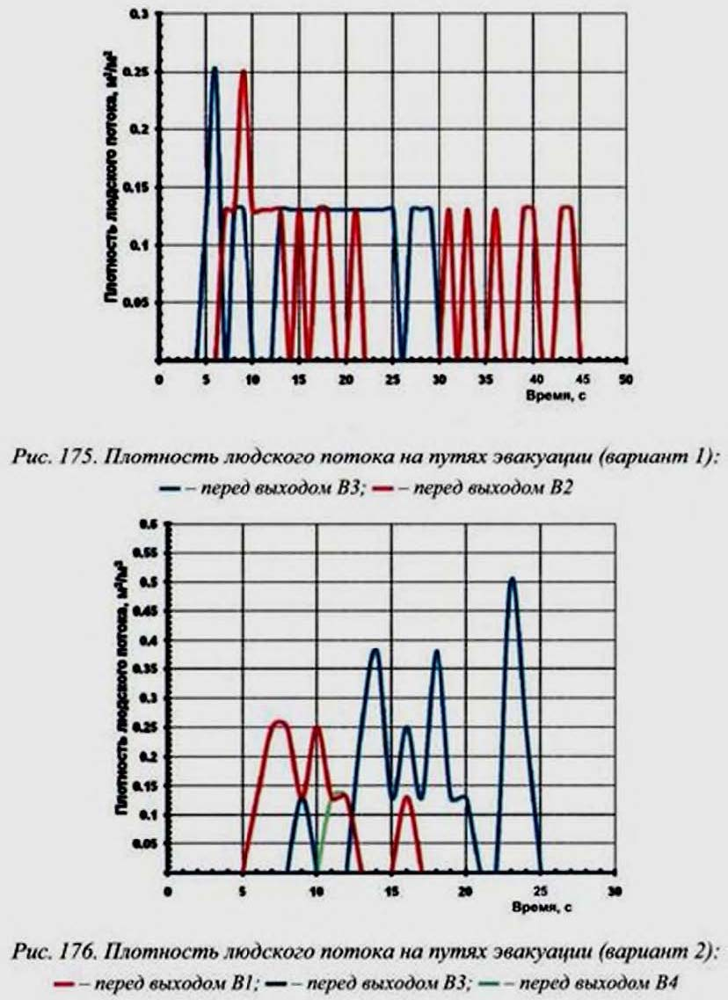 Плотность людского потока, м²/м²
0.3
0.25
0.2
0.15
0.1
0.05
0 5 10 15 20 25 30 35 40 45 50
Время, с
Рис. 175. Плотность людского потока на путях эвакуации (вариант 1):
– перед выходом В3; – перед выходом В2
Плотность людского потока, м²/м²
0.6
0.55
0.5
0.45
0.4
0.35
0.3
0.25
0.2
0.15
0.1
0.05
0 5 10 15 20 25 30
Время, с
Рис. 176. Плотность людского потока на путях эвакуации (вариант 2):
– перед выходом В1; – перед выходом В3; – перед выходом В4